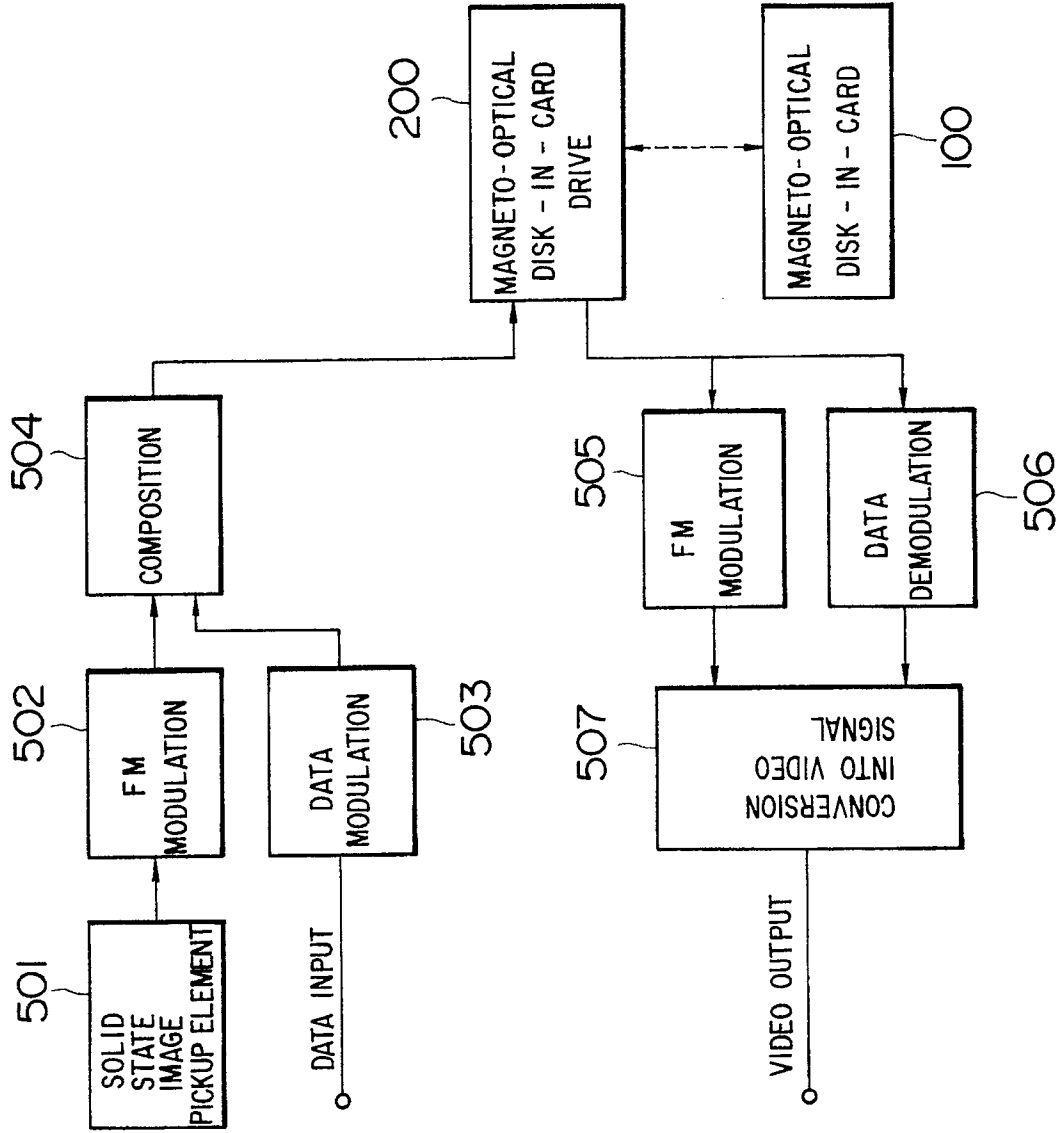 501
SOLID
STATE
IMAGE
PICKUP ELEMENT
502
FM
MODULATION
504
COMPOSITION
DATA INPUT
DATA
MODULATION
503
200
MAGNETO-OPTICAL
DISK-IN-CARD
DRIVE
MAGNETO-OPTICAL
DISK-IN-CARD
100
505
FM
MODULATION
DATA
DEMODULATION
506
507
CONVERSION
INTO VIDEO
SIGNAL
VIDEO OUTPUT